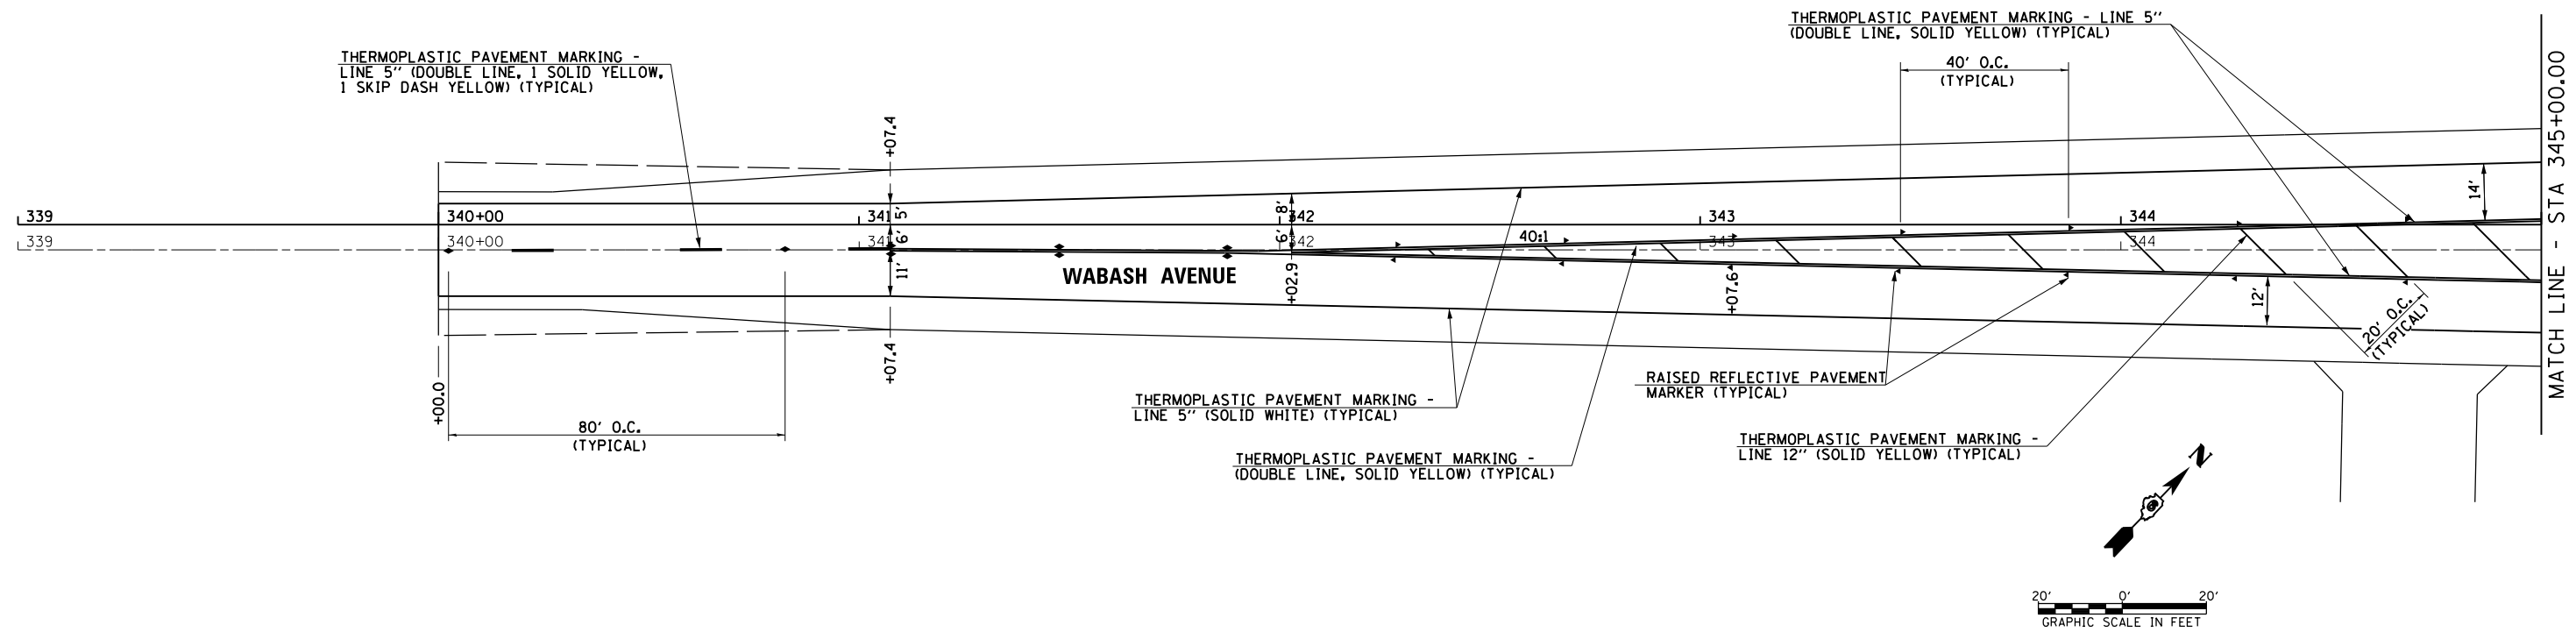 THERMOPLASTIC PAVEMENT MARKING - LINE 5"
(DOUBLE LINE, SOLID YELLOW) (TYPICAL)
THERMOPLASTIC PAVEMENT MARKING -
LINE 5" (DOUBLE LINE, 1 SOLID YELLOW,
1 SKIP DASH YELLOW) (TYPICAL)
40' O.C.
(TYPICAL)
MATCH LINE - STA 345+00.00
+07.4
14'
339
340+00
341
5'
8'
342
343
344
339
340+00
341
6'
6'
342
40:1
343
344
11'
WABASH AVENUE
+02.9
+07.6
12'
20' O.C.
(TYPICAL)
+07.4
+00.0
RAISED REFLECTIVE PAVEMENT
MARKER (TYPICAL)
THERMOPLASTIC PAVEMENT MARKING -
LINE 5" (SOLID WHITE) (TYPICAL)
80' O.C.
(TYPICAL)
THERMOPLASTIC PAVEMENT MARKING -
LINE 12" (SOLID YELLOW) (TYPICAL)
THERMOPLASTIC PAVEMENT MARKING -
(DOUBLE LINE, SOLID YELLOW) (TYPICAL)
N
20' 0' 20'
GRAPHIC SCALE IN FEET